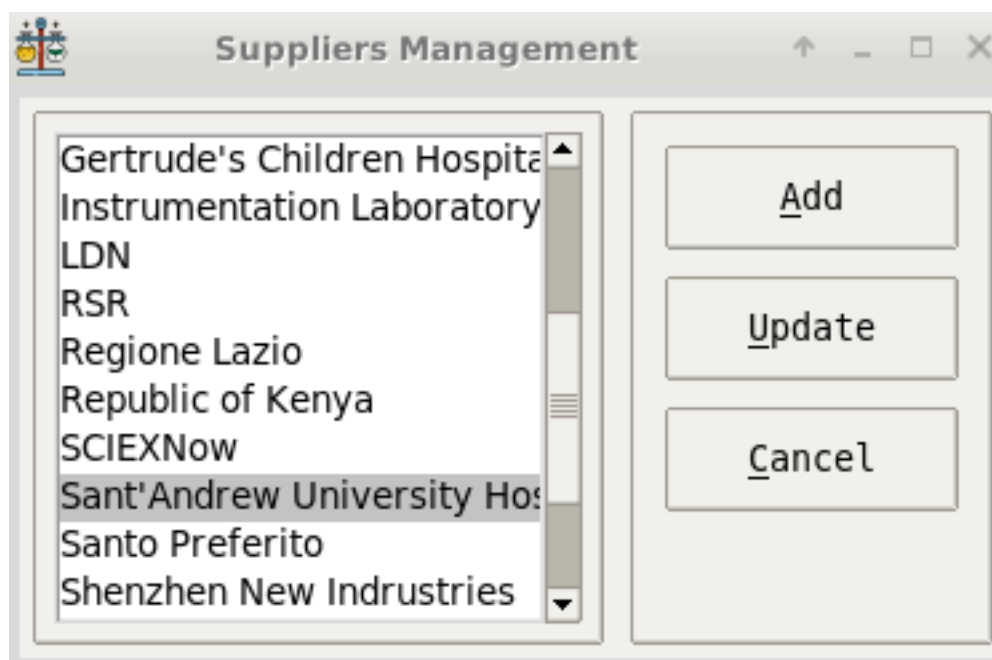 Suppliers Management
Gertrude's Children Hospita
Instrumentation Laboratory
LDN
RSR
Regione Lazio
Republic of Kenya
SCIEXNow
Sant'Andrew University Hos
Santo Preferito
Shenzhen New Indrustries
Add
Update
Cancel